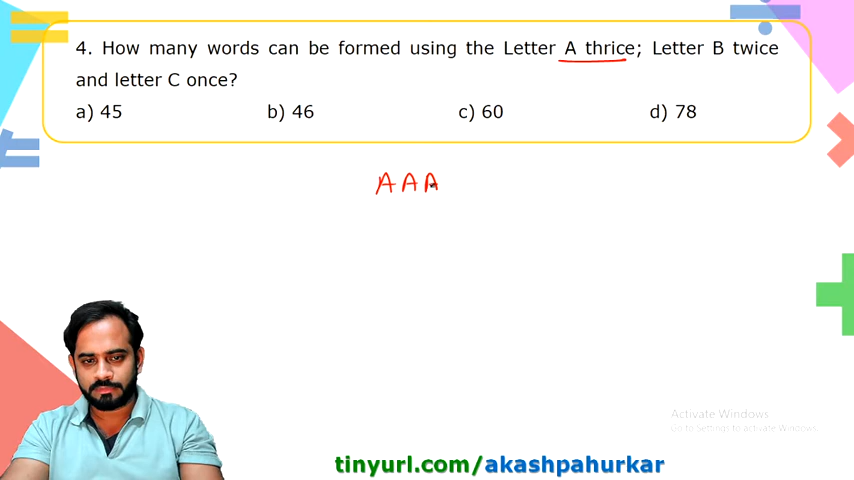 4. How many words can be formed using the Letter A thrice; Letter B twice
and letter C once?
a) 45 b) 46 c) 60 d) 78
A A A
Activate Windows
Go to Settings to activate Windows.
tinyurl.com/akashpahurkar